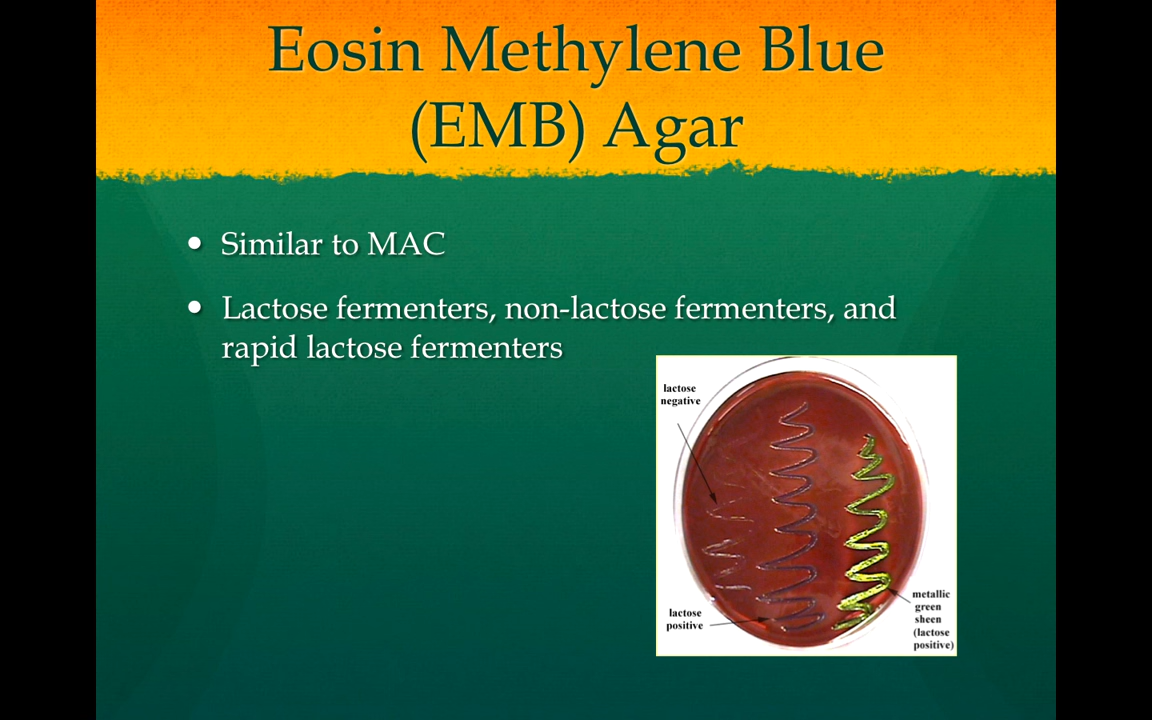 Eosin Methylene Blue
(EMB) Agar
• Similar to MAC
• Lactose fermenters, non-lactose fermenters, and
rapid lactose fermenters
lactose
negative
lactose
positive
metallic
green
sheen
(lactose
positive)